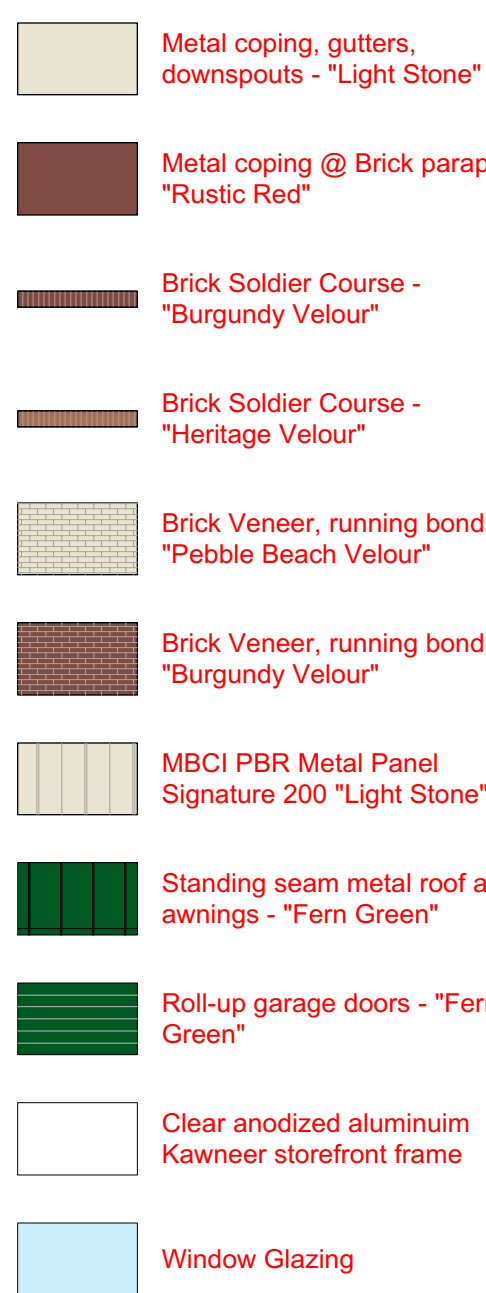 Metal coping, gutters,
downspouts - "Light Stone"
Metal coping @ Brick
"Rustic Red"
Brick Soldier Course -
"Burgundy Velour"
Brick Soldier Course -
"Heritage Velour"
Brick Veneer, running bond
"Pebble Beach Velour"
Brick Veneer, running bond
"Burgundy Velour"
MBCI PBR Metal Panel
Signature 200 "Light Stone"
Standing seam metal roof
awnings - "Fern Green"
Roll-up garage doors -
Green"
Clear anodized aluminuim
Kawneer storefront frame
Window Glazing